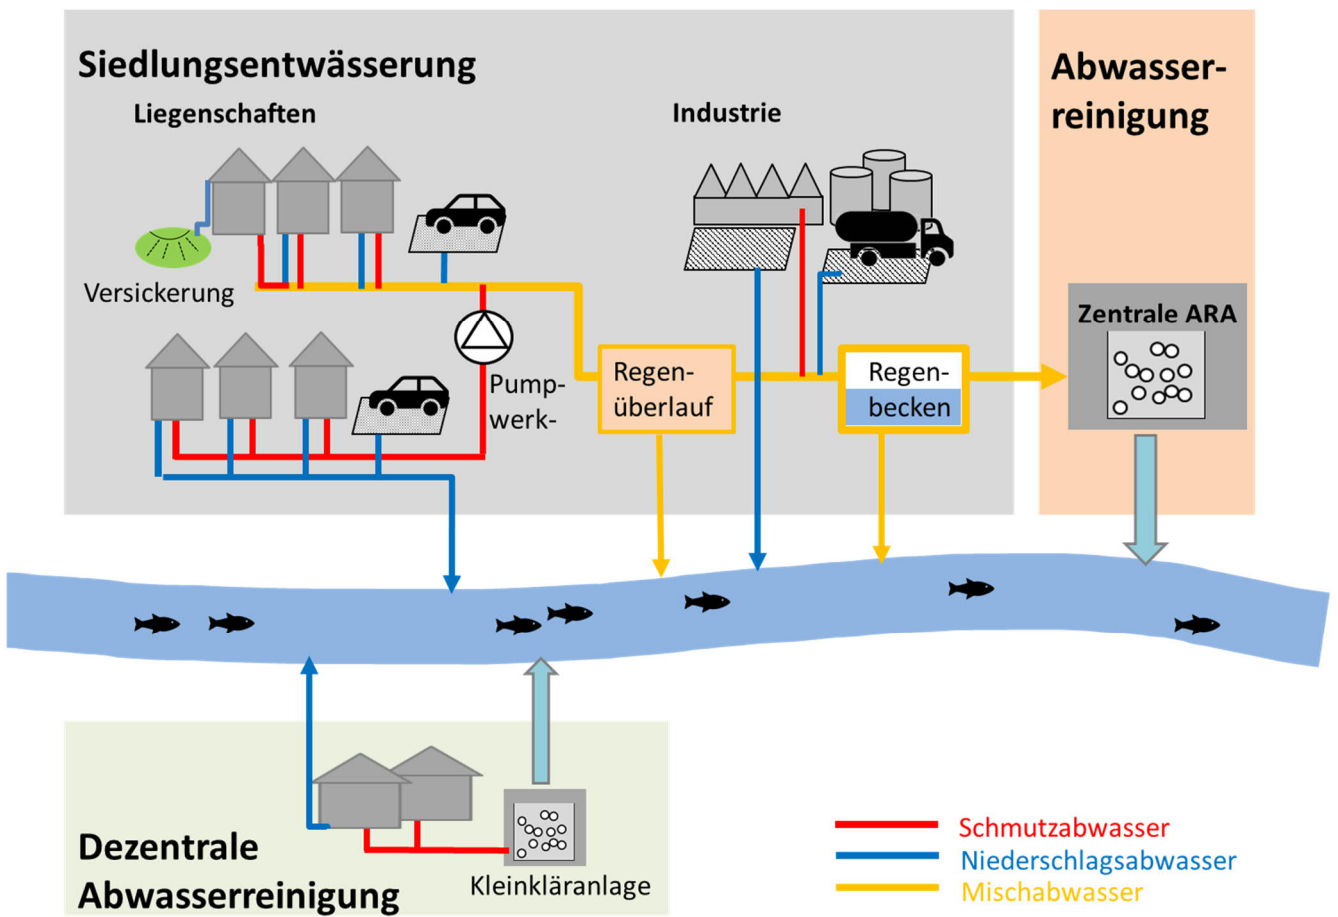 Siedlungsentwässerung
Liegenschaften
Industrie
Abwasser-
reinigung
Versickerung
Pump-
werk-
Regen-
überlauf
Regen-
becken
Zentrale ARA
Dezentrale
Abwasserreinigung
Kleinkläranlage
Schmutzabwasser
Niederschlagsabwasser
Mischabwasser